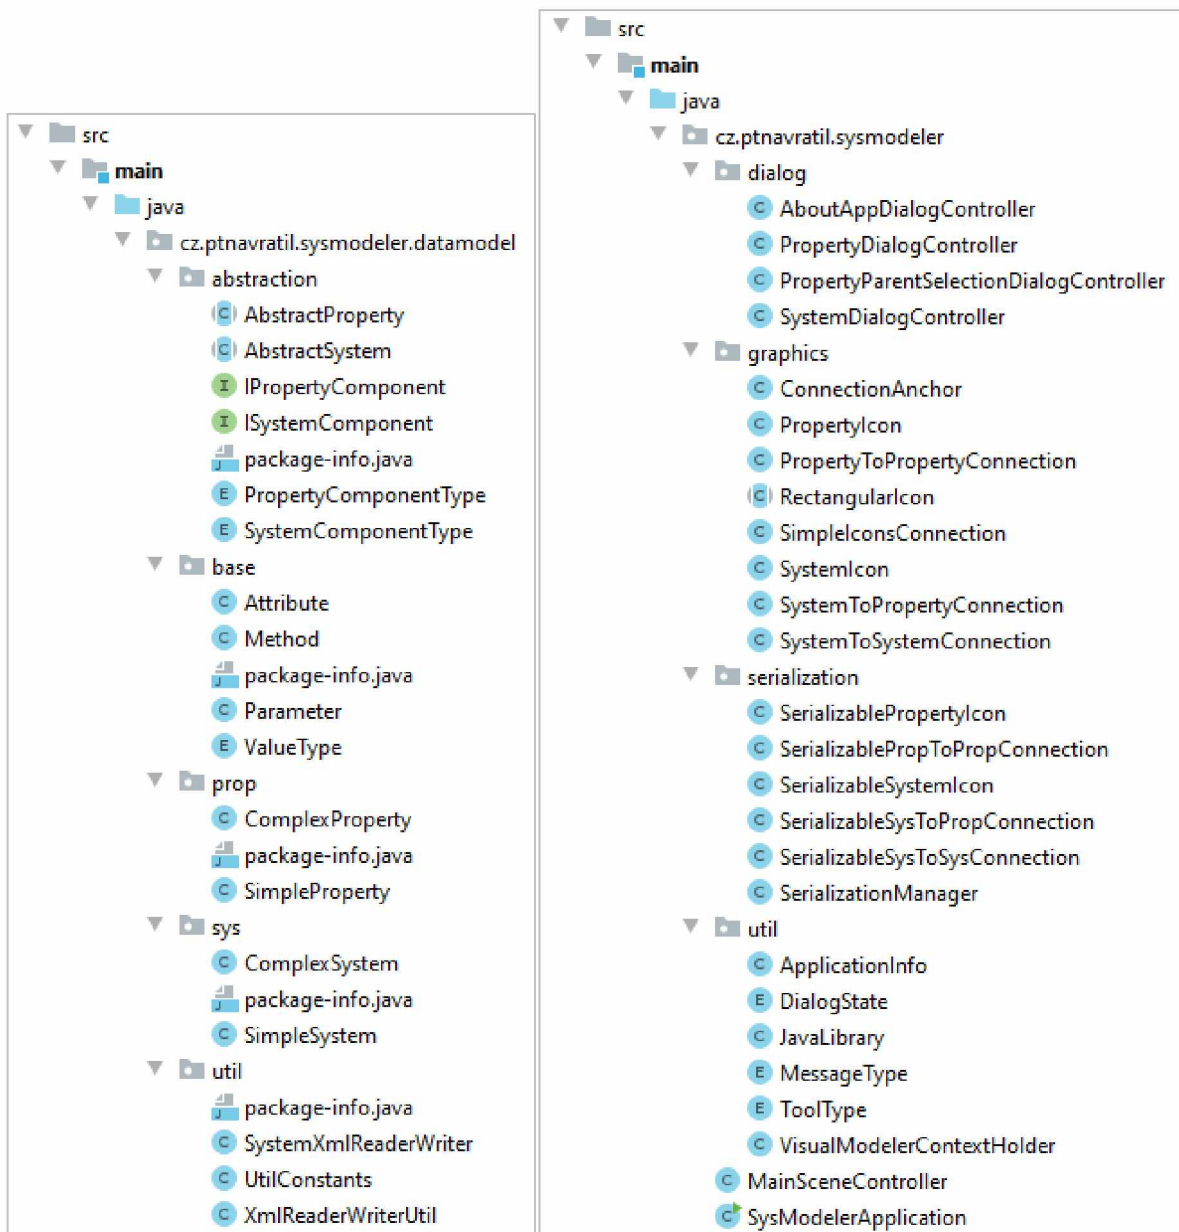 src
main
java
cz.ptnavratil.sysmodeler.datamodel
abstraction
AbstractProperty
AbstractSystem
IPropertyComponent
ISystemComponent
package-info.java
PropertyComponentType
SystemComponentType
base
Attribute
Method
package-info.java
Parameter
ValueType
prop
ComplexProperty
package-info.java
SimpleProperty
sys
ComplexSystem
package-info.java
SimpleSystem
util
package-info.java
SystemXmlReaderWriter
UtilConstants
XmlReaderWriterUtil
src
main
java
cz.ptnavratil.sysmodeler
dialog
AboutAppDialogController
PropertyDialogController
PropertyParentSelectionDialogController
SystemDialogController
graphics
ConnectionAnchor
PropertyIcon
PropertyToPropertyConnection
RectangularIcon
SimpleIconsConnection
SystemIcon
SystemToPropertyConnection
SystemToSystemConnection
serialization
SerializablePropertyIcon
SerializablePropToPropConnection
SerializableSystemIcon
SerializableSysToPropConnection
SerializableSysToSysConnection
SerializationManager
util
ApplicationInfo
DialogState
JavaLibrary
MessageType
ToolType
VisualModelerContextHolder
MainSceneController
SysModelerApplication